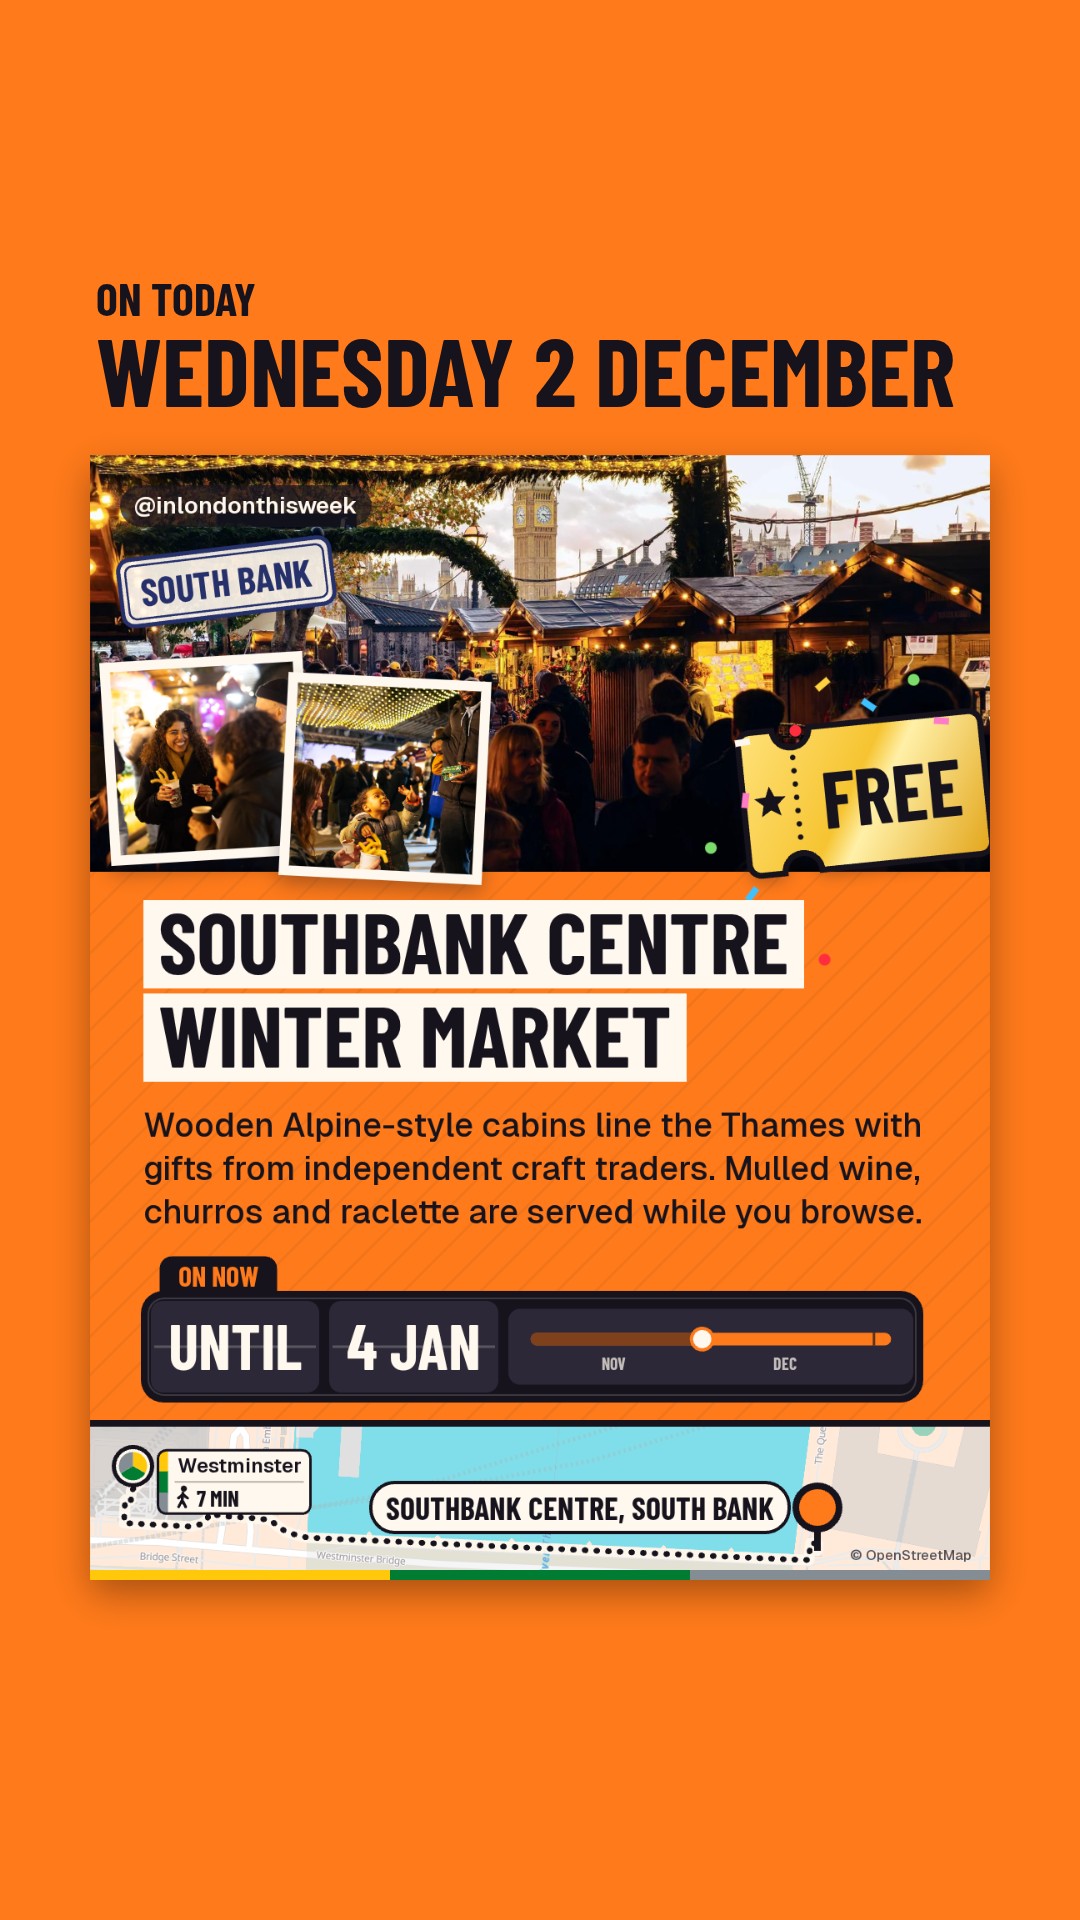 ON TODAY
WEDNESDAY 2 DECEMBER
@inlondonthisweek
SOUTH BANK
FREE
SOUTHBANK CENTRE
WINTER MARKET
Wooden Alpine-style cabins line the Thames with
gifts from independent craft traders. Mulled wine,
churros and raclette are served while you browse.
ON NOW
UNTIL 4 JAN
NOV DEC
Westminster
7 MIN
SOUTHBANK CENTRE, SOUTH BANK
Bridge Street
Westminster Bridge
The Que
© OpenStreetMap